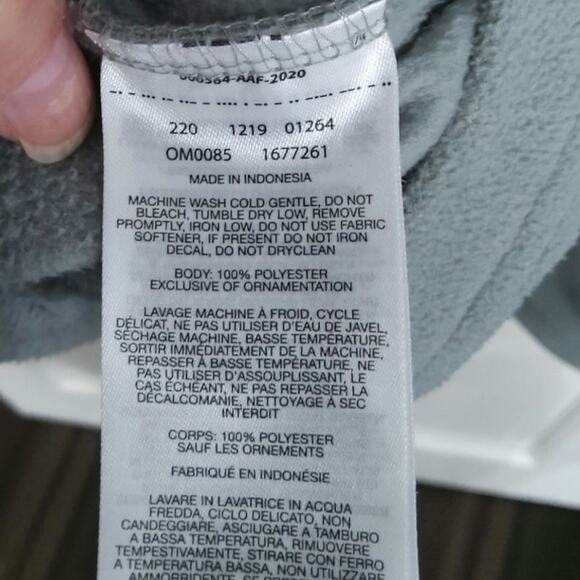 666564-AAF-2020
220 1219 01264
OM0085 1677261
MADE IN INDONESIA
MACHINE WASH COLD GENTLE, DO NOT
BLEACH, TUMBLE DRY LOW, REMOVE
PROMPTLY, IRON LOW, DO NOT USE FABRIC
SOFTENER, IF PRESENT DO NOT IRON
DECAL, DO NOT DRYCLEAN
BODY: 100% POLYESTER
EXCLUSIVE OF ORNAMENTATION
LAVAGE MACHINE À FROID, CYCLE
DÉLICAT, NE PAS UTILISER D'EAU DE JAVEL,
SÉCHAGE MACHINE, BASSE TEMPÉRATURE,
SORTIR IMMÉDIATEMENT DE LA MACHINE,
REPASSER À BASSE TEMPÉRATURE, NE
PAS UTILISER D'ASSOUPLISSANT, LE
CAS ÉCHÉANT, NE PAS REPASSER LA
DÉCALCOMANIE, NETTOYAGE À SEC
INTERDIT
CORPS: 100% POLYESTER
SAUF LES ORNEMENTS
FABRIQUÉ EN INDONÉSIE
LAVARE IN LAVATRICE IN ACQUA
FREDDA, CICLO DELICATO, NON
CANDEGGIARE, ASCIUGARE A TAMBURO
A BASSA TEMPERATURA, RIMUOVERE
TEMPESTIVAMENTE, STIRARE CON FERRO
A TEMPERATURA BASSA, NON UTILIZZARE
AMMORBIDENTE, SE